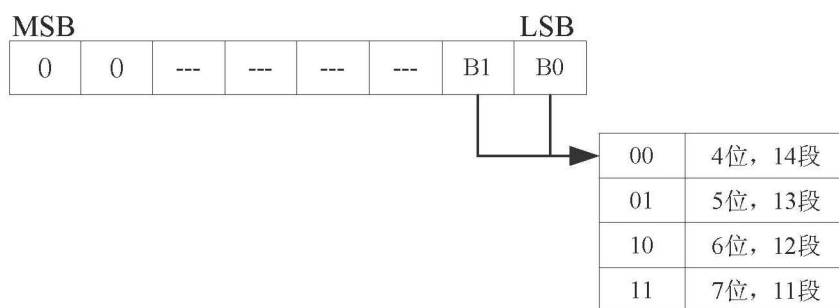 MSB LSB
0 0 --- --- --- --- B1 B0
00 4位，14段
01 5位，13段
10 6位，12段
11 7位，11段